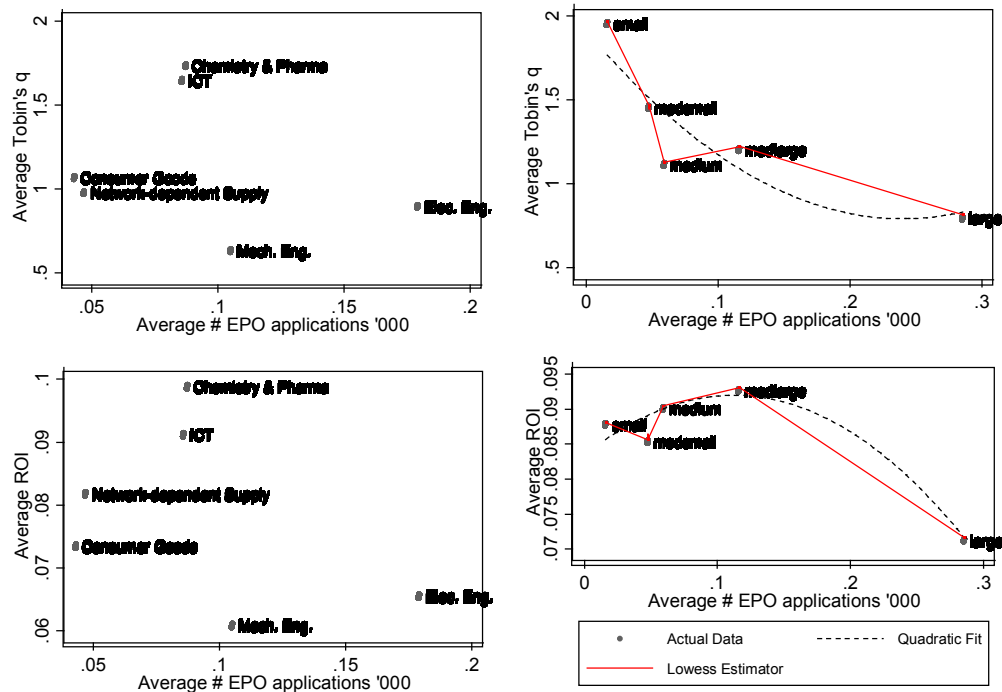 2
1.5
1
.5
Average Tobin's q
Chemistry & Pharma
ICT
Consumer Goods
Network-dependent Supply
Elec. Eng.
Mech. Eng.
.05
.1
.15
.2
Average # EPO applications '000
2
1.5
1
.5
Average Tobin's q
small
medsmall
medium
medlarge
large
0
.1
.2
.3
Average # EPO applications '000
.1
.09
.08
.07
.06
Average ROI
Chemistry & Pharma
ICT
Network-dependent Supply
Consumer Goods
Elec. Eng.
Mech. Eng.
.05
.1
.15
.2
Average # EPO applications '000
.095
.09
.085
.08
.075
.07
Average ROI
small
medsmall
medium
medlarge
large
0
.1
.2
.3
Average # EPO applications '000
Actual Data
Quadratic Fit
Lowess Estimator